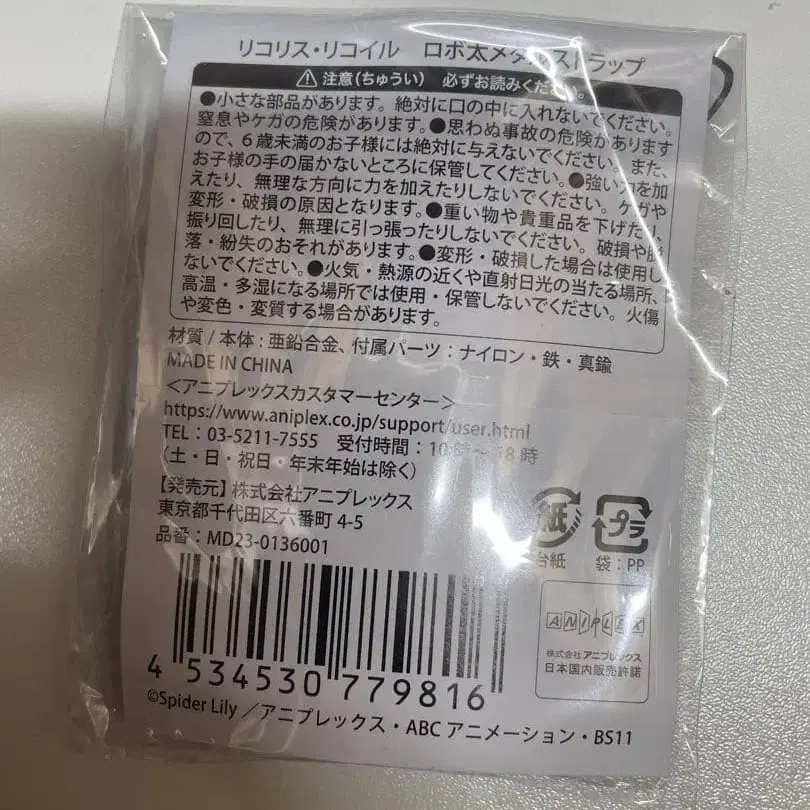 リコリス・リコイル ロボ太メタルストラップ
注意(ちゅうい) 必ずお読みください。
●小さな部品があります。絶対に口の中に入れないでください。
窒息やケガの危険があります。●思わぬ事故の危険があります
ので、6歳未満のお子様には絶対に与えないでください。また、
お子様の手の届かないところに保管してください。●強い力を加
えたり、無理な方向に力を加えたりしないでください。ケガや
変形・破損の原因となります。●重い物や貴重品を下げたり、
振り回したり、無理に引っ張ったりしないでください。破損や脱
落・紛失のおそれがあります。●変形・破損した場合は使用し
ないでください。●火気・熱源の近くや直射日光の当たる場所、
高温・多湿になる場所では使用・保管しないでください。火傷
や変色・変質する場合があります。
材質/本体:亜鉛合金、付属パーツ:ナイロン・鉄・真鍮
MADE IN CHINA
<アニプレックスカスタマーセンター>
https://www.aniplex.co.jp/support/user.html
TEL:03-5211-7555 受付時間:10時~18時
(土・日・祝日・年末年始は除く)
【発売元】株式会社アニプレックス
東京都千代田区六番町 4-5
品番:MD23-0136001
紙
台紙
プラ
袋:PP
4 534530 779816
ANIPLEX
株式会社アニプレックス
日本国内販売許諾
©Spider Lily/アニプレックス・ABCアニメーション・BS11